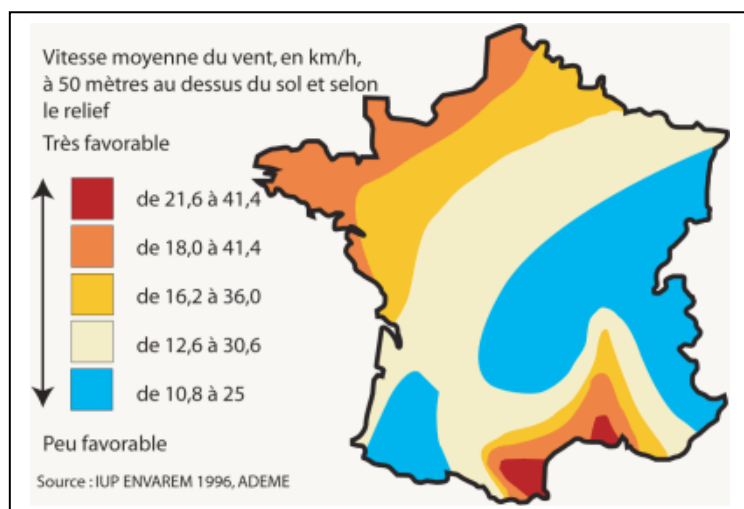 Vitesse moyenne du vent, en km/h,
à 50 mètres au dessus du sol et selon
le relief
Très favorable
de 21,6 à 41,4
de 18,0 à 41,4
de 16,2 à 36,0
de 12,6 à 30,6
de 10,8 à 25
Peu favorable
Source : IUP ENVAREM 1996, ADEME